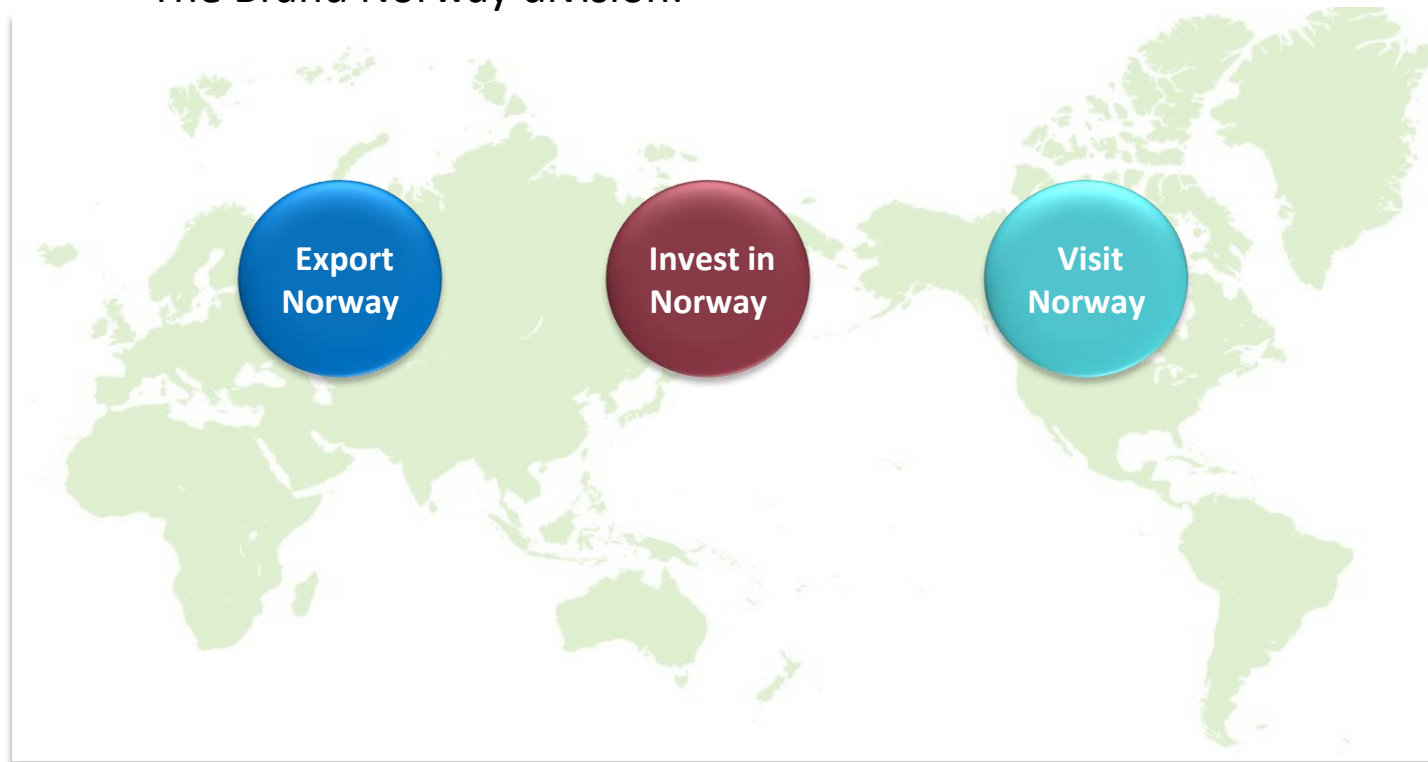 The Brand Norway division:
Export
Norway
Invest in
Norway
Visit
Norway